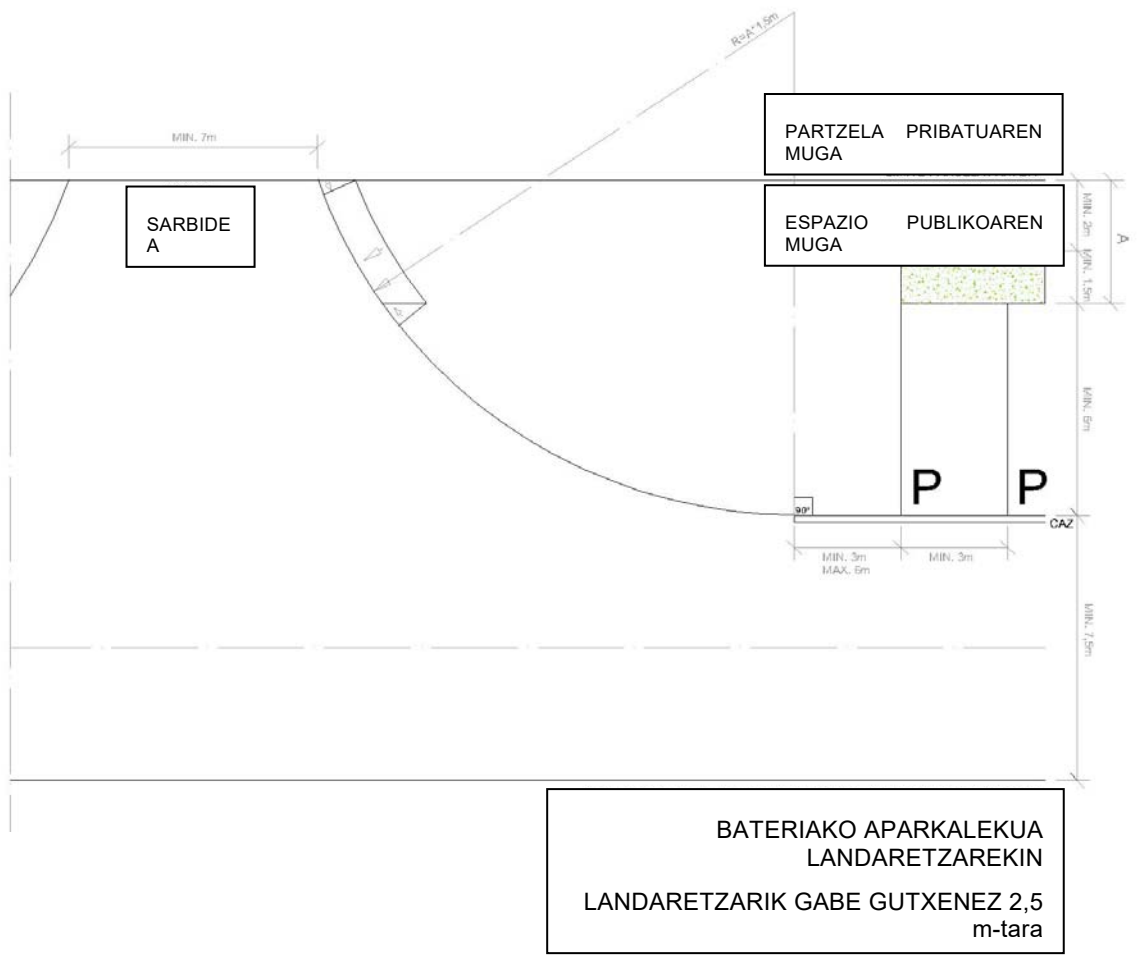 R=A*1,5m
MIN. 7m
PARTZELA PRIBATUAREN
MUGA
SARBIDE
A
ESPAZIO PUBLIKOAREN
MUGA
MIN. 2m
A
MIN. 1,5m
MIN. 6m
P P
90°
CAZ
MIN. 3m
MAX. 6m
MIN. 3m
MIN. 7,5m
BATERIAKO APARKALEKUA
LANDARETZAREKIN
LANDARETZARIK GABE GUTXENEZ 2,5
m-tara